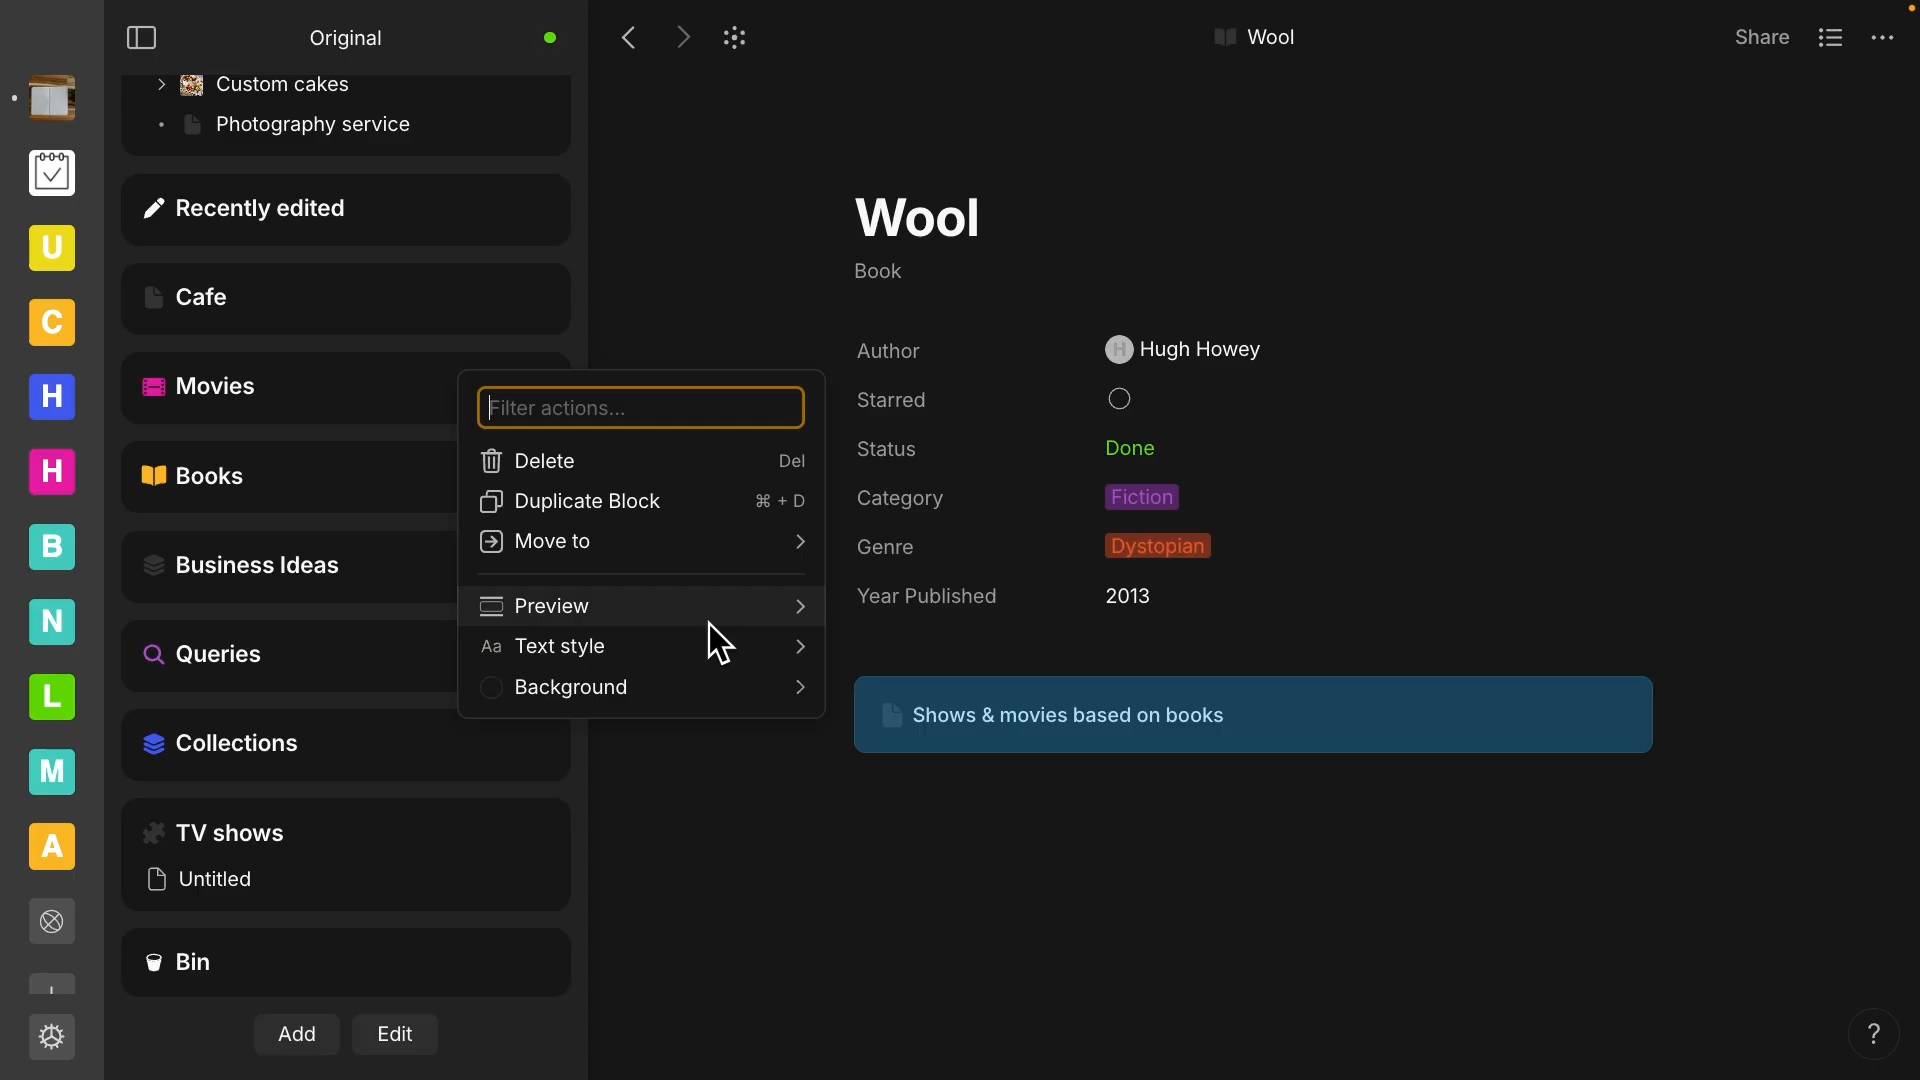 Original
Wool
Share
Custom cakes
Photography service
Recently edited
Cafe
Movies
Books
Business Ideas
Queries
Collections
TV shows
Untitled
Bin
Add
Edit
U
C
H
H
B
N
L
M
A
Filter actions...
Delete Del
Duplicate Block ⌘ + D
Move to
Preview
Aa Text style
Background
Wool
Book
Author H Hugh Howey
Starred
Status Done
Category Fiction
Genre Dystopian
Year Published 2013
Shows & movies based on books
?